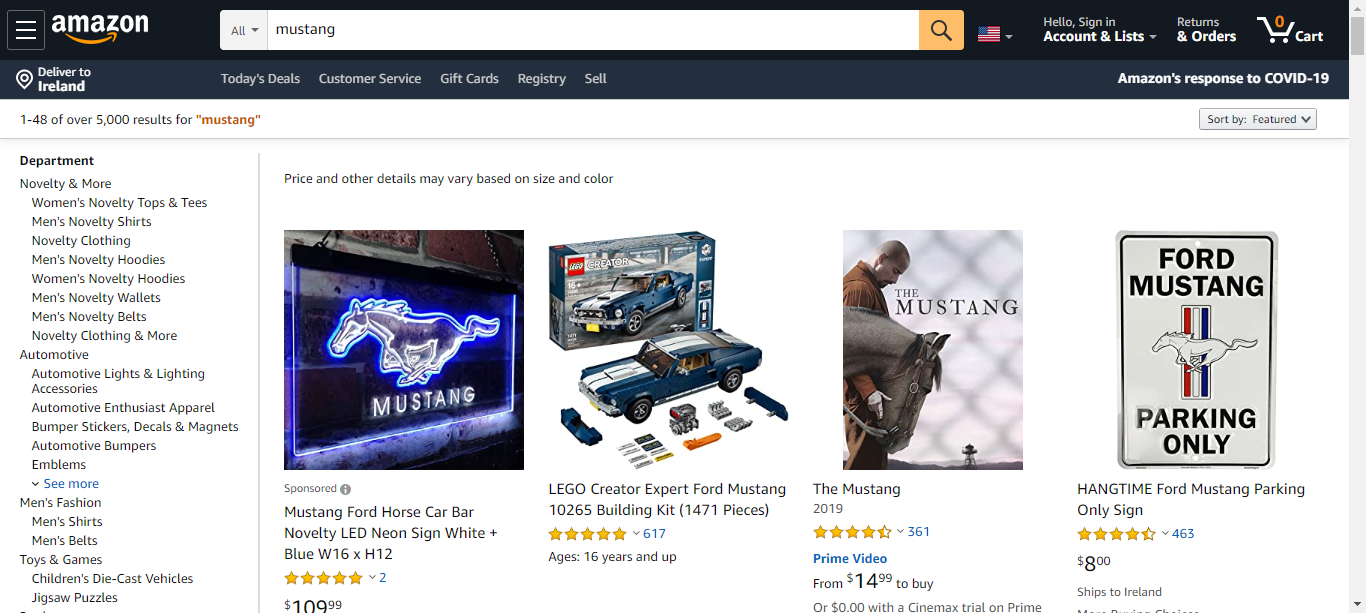 amazon
All
mustang
Hello, Sign in
Account & Lists
Returns
& Orders
0
Cart
Deliver to
Ireland
Today's Deals
Customer Service
Gift Cards
Registry
Sell
Amazon's response to COVID-19
1-48 of over 5,000 results for "mustang"
Sort by: Featured
Department
Novelty & More
Women's Novelty Tops & Tees
Men's Novelty Shirts
Novelty Clothing
Men's Novelty Hoodies
Women's Novelty Hoodies
Men's Novelty Wallets
Men's Novelty Belts
Novelty Clothing & More
Automotive
Automotive Lights & Lighting
Accessories
Automotive Enthusiast Apparel
Bumper Stickers, Decals & Magnets
Automotive Bumpers
Emblems
See more
Men's Fashion
Men's Shirts
Men's Belts
Toys & Games
Children's Die-Cast Vehicles
Jigsaw Puzzles
Price and other details may vary based on size and color
MUSTANG
Sponsored
Mustang Ford Horse Car Bar
Novelty LED Neon Sign White +
Blue W16 x H12
2
$109.99
LEGO
CREATOR
16+
LEGO Creator Expert Ford Mustang
10265 Building Kit (1471 Pieces)
617
Ages: 16 years and up
THE
MUSTANG
The Mustang
2019
361
Prime Video
From $14.99 to buy
Or $0.00 with a Cinemax trial on Prime
FORD
MUSTANG
PARKING
ONLY
HANGTIME Ford Mustang Parking
Only Sign
463
$8.00
Ships to Ireland
More Buying Choices